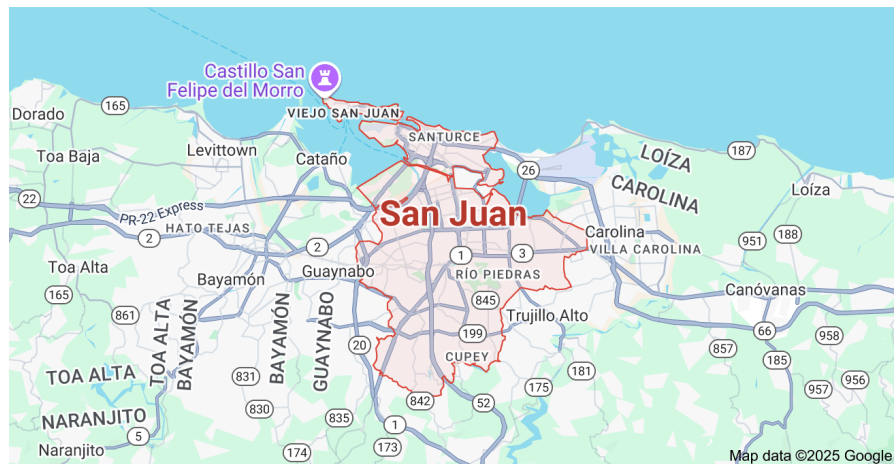 Castillo San
Felipe del Morro
165
VIEJO SAN JUAN
Dorado
SANTURCE
187
Levittown
Toa Baja
Cataño
26
LOÍZA
CAROLINA
Loíza
22
PR-22 Express
San Juan
2
HATO TEJAS
2
Carolina
188
951
VILLA CAROLINA
1
3
Toa Alta
Guaynabo
RÍO PIEDRAS
Bayamón
165
845
Canóvanas
861
Trujillo Alto
TOA ALTA
BAYAMÓN
BAYAMÓN
GUAYNABO
199
66
958
20
857
CUPEY
185
TOA ALTA
831
181
175
956
957
NARANJITO
830
835
842
52
5
1
Naranjito
174
173
Map data ©2025 Google